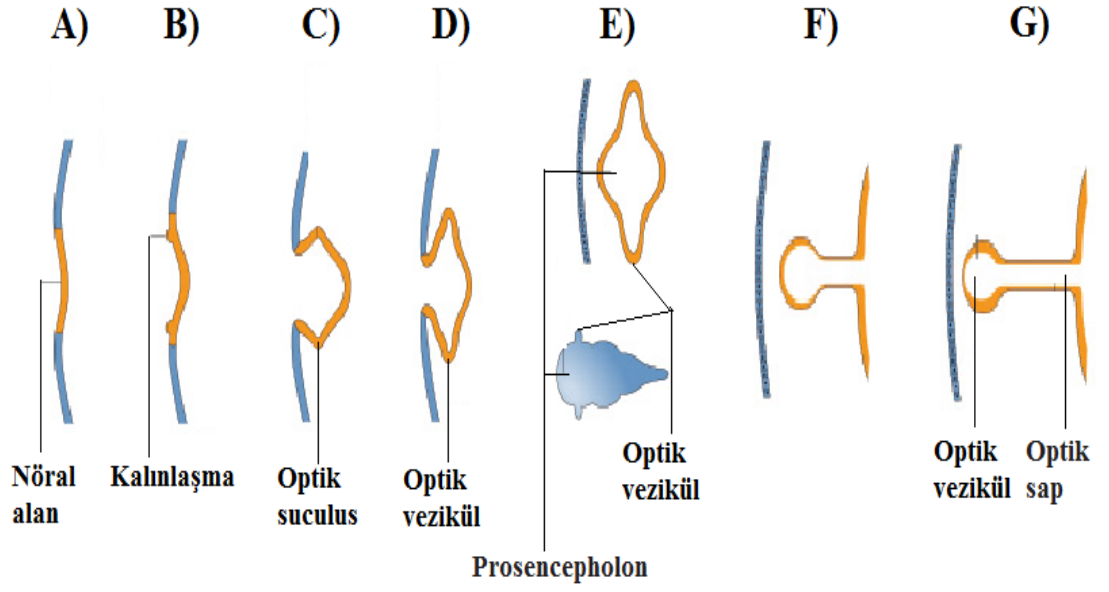 A) B) C) D) E) F) G)
Nöral
alan
Kalınlaşma
Optik
suculus
Optik
vezikül
Optik
vezikül
Prosencepholon
Optik
vezikül
Optik
sap